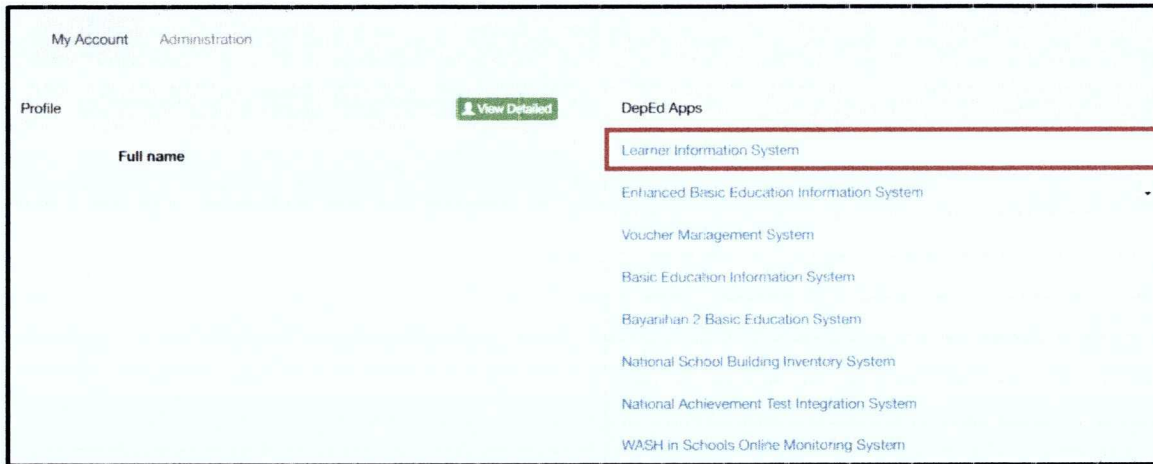 My Account Administration
Profile
View Detailed
Full name
DepEd Apps
Learner Information System
Enhanced Basic Education Information System
Voucher Management System
Basic Education Information System
Bayanihan 2 Basic Education System
National School Building Inventory System
National Achievement Test Integration System
WASH in Schools Online Monitoring System